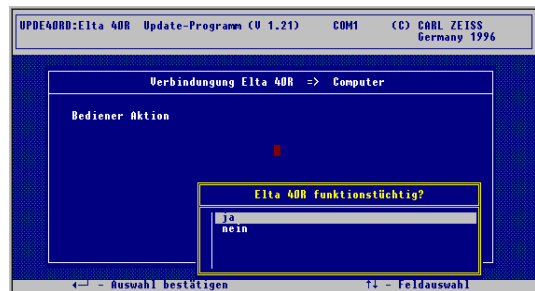 UPDE40RD:Elta 40R Update-Programm (V 1.21) COM1 (C) CARL ZEISS
Germany 1996
Verbindungung Elta 40R => Computer
Bediener Aktion
Elta 40R funktionstüchtig?
ja
nein
←┘ - Auswahl bestätigen ↑↓ - Feldauswahl